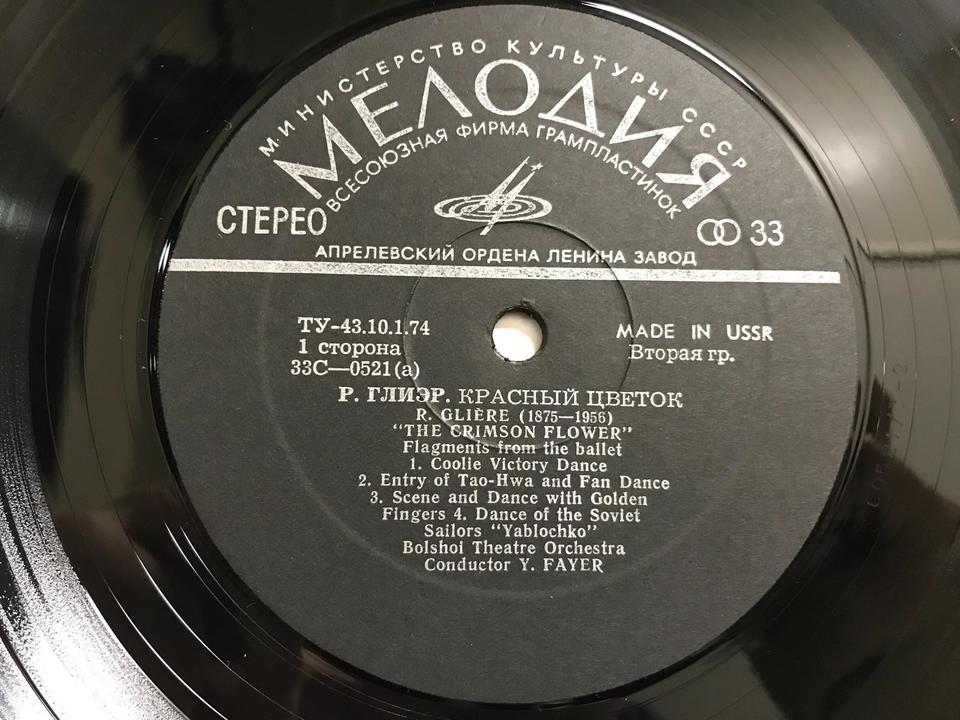 МИНИСТЕРСТВО КУЛЬТУРЫ СССР
МЕЛОДИЯ
ВСЕСОЮЗНАЯ ФИРМА ГРАМПЛАСТИНОК
СТЕРЕО
33
АПРЕЛЕВСКИЙ ОРДЕНА ЛЕНИНА ЗАВОД
ТУ-43.10.1.74
1 сторона
33С—0521(а)
MADE IN USSR
Вторая гр.
Р. ГЛИЭР. КРАСНЫЙ ЦВЕТОК
R. GLIÈRE (1875—1956)
"THE CRIMSON FLOWER"
Flagments from the ballet
1. Coolie Victory Dance
2. Entry of Tao-Hwa and Fan Dance
3. Scene and Dance with Golden
Fingers 4. Dance of the Soviet
Sailors "Yablochko"
Bolshoi Theatre Orchestra
Conductor Y. FAYER